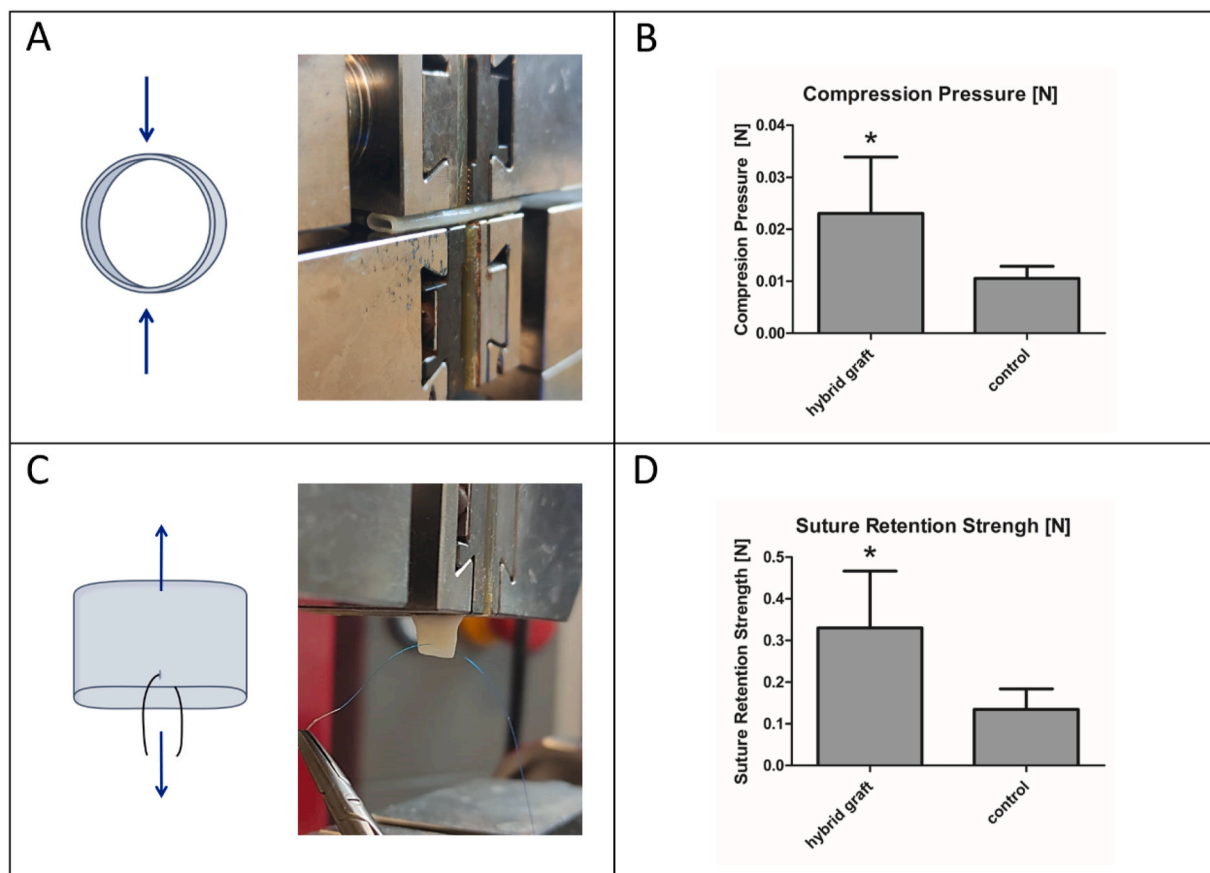 A
B
Compression Pressure [N]
Compresion Pressure [N]
0.04
*
0.03
0.02
0.01
0.00
hybrid graft
control
C
D
Suture Retention Strengh [N]
Suture Retention Strength [N]
0.5
*
0.4
0.3
0.2
0.1
0.0
hybrid graft
control